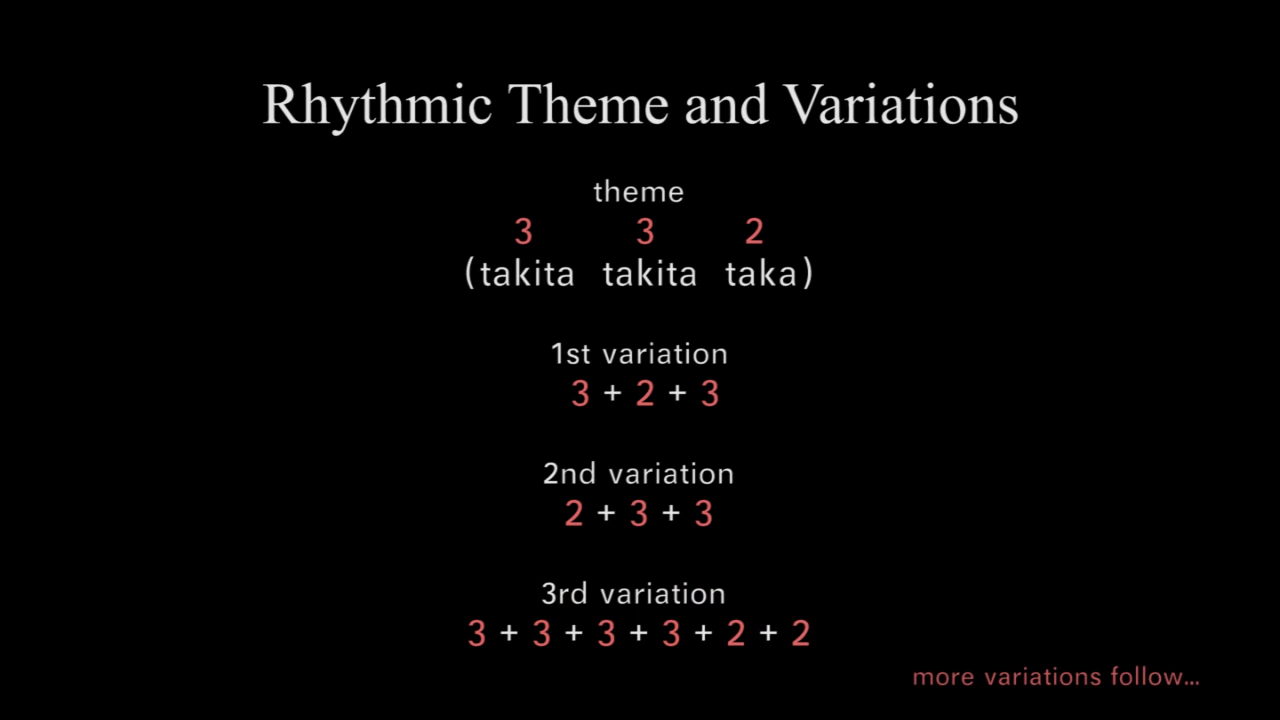 Rhythmic Theme and Variations
theme
3 3 2
(takita takita taka)
1st variation
3 + 2 + 3
2nd variation
2 + 3 + 3
3rd variation
3 + 3 + 3 + 3 + 2 + 2
more variations follow...